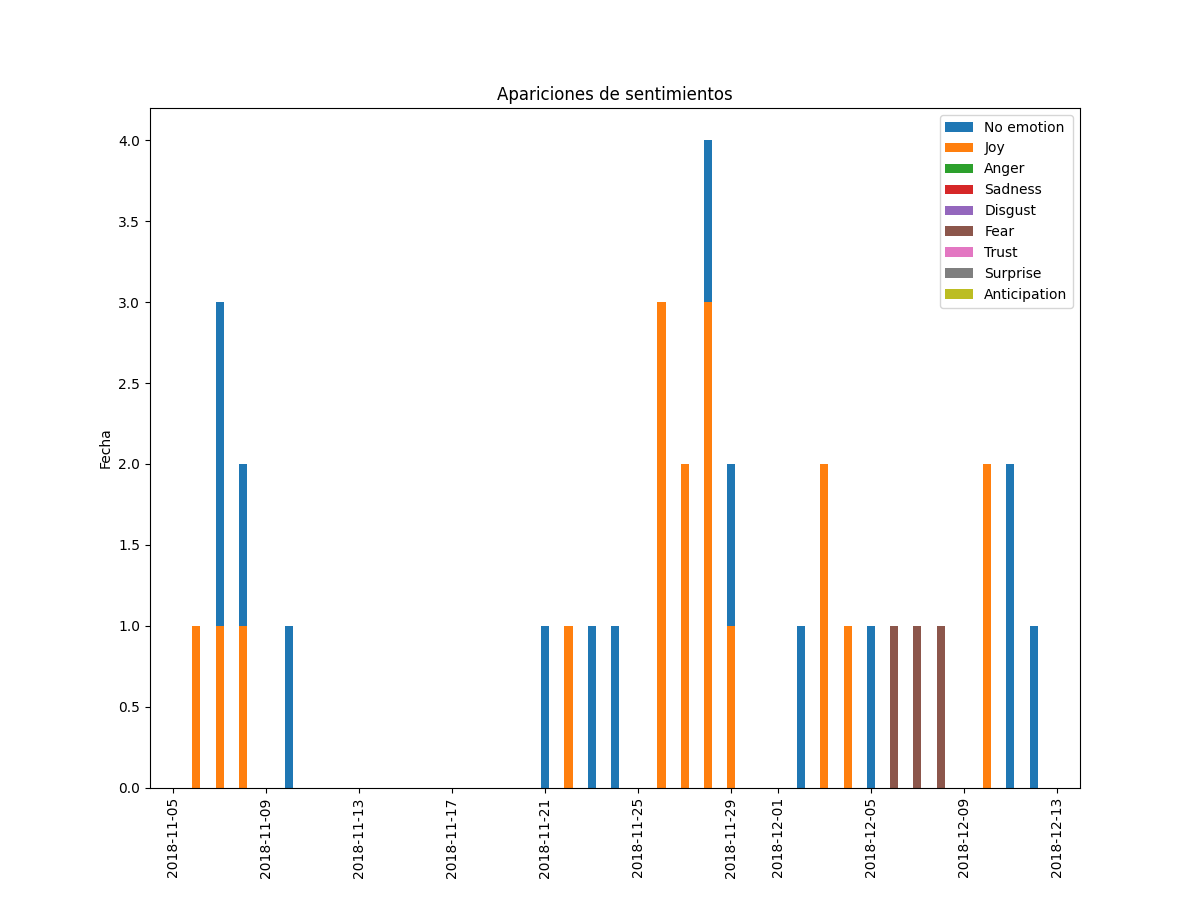 Apariciones de sentimientos
No emotion
Joy
Anger
Sadness
Disgust
Fear
Trust
Surprise
Anticipation
Fecha
4.0
3.5
3.0
2.5
2.0
1.5
1.0
0.5
0.0
2018-11-05
2018-11-09
2018-11-13
2018-11-17
2018-11-21
2018-11-25
2018-11-29
2018-12-01
2018-12-05
2018-12-09
2018-12-13